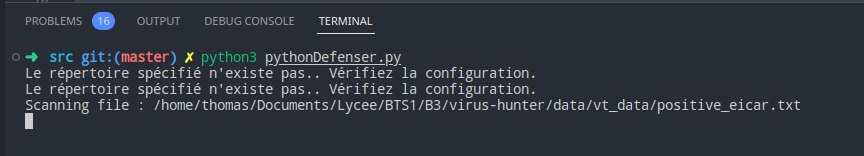 PROBLEMS 16 OUTPUT DEBUG CONSOLE TERMINAL
➜ src git:(master) ✗ python3 pythonDefenser.py
Le répertoire spécifié n'existe pas.. Vérifiez la configuration.
Le répertoire spécifié n'existe pas.. Vérifiez la configuration.
Scanning file : /home/thomas/Documents/Lycee/BTS1/B3/virus-hunter/data/vt_data/positive_eicar.txt